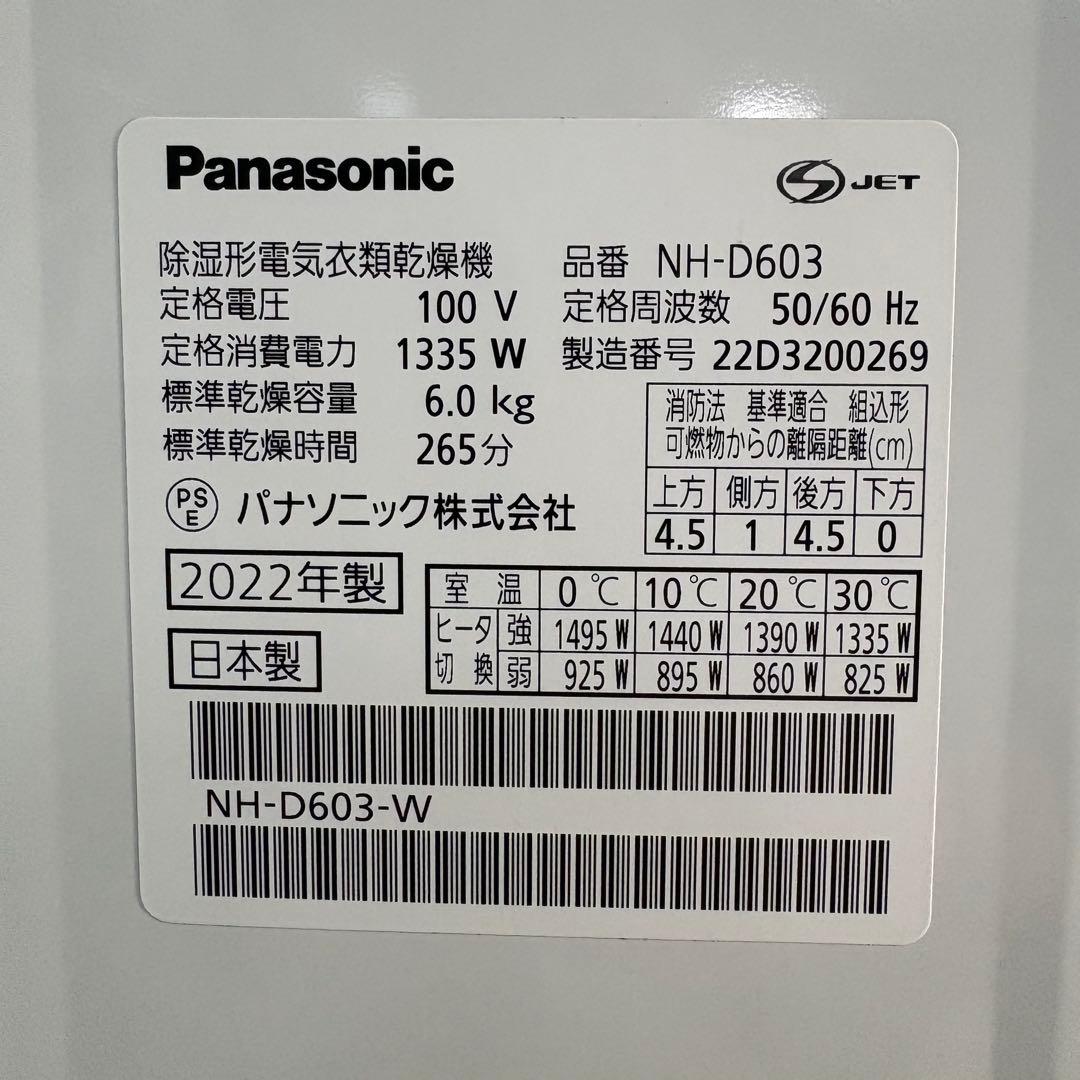 Panasonic
JET
除湿形電気衣類乾燥機 品番 NH-D603
定格電圧 100 V 定格周波数 50/60 Hz
定格消費電力 1335 W 製造番号 22D3200269
標準乾燥容量 6.0 kg
標準乾燥時間 265分
消防法 基準適合 組込形
可燃物からの離隔距離(cm)
上方 側方 後方 下方
4.5 1 4.5 0
PS
E
パナソニック株式会社
2022年製
日本製
室温 0℃ 10℃ 20℃ 30℃
ヒータ 強 1495 W 1440 W 1390 W 1335 W
切換 弱 925 W 895 W 860 W 825 W
NH-D603-W